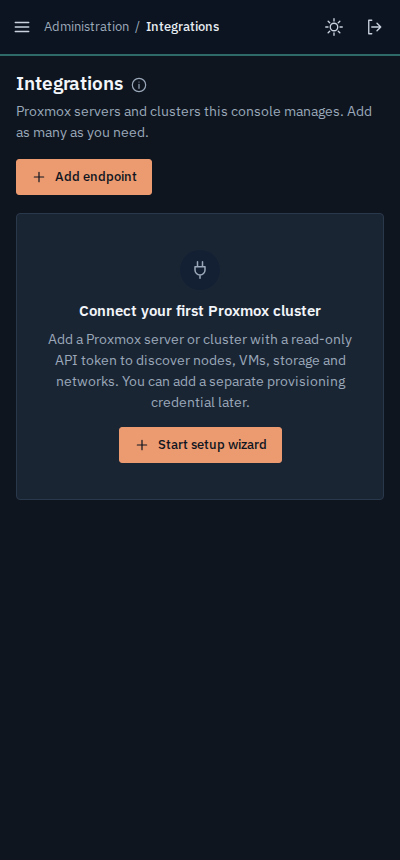 Administration / Integrations
Integrations
Proxmox servers and clusters this console manages. Add
as many as you need.
Add endpoint
Connect your first Proxmox cluster
Add a Proxmox server or cluster with a read-only
API token to discover nodes, VMs, storage and
networks. You can add a separate provisioning
credential later.
Start setup wizard